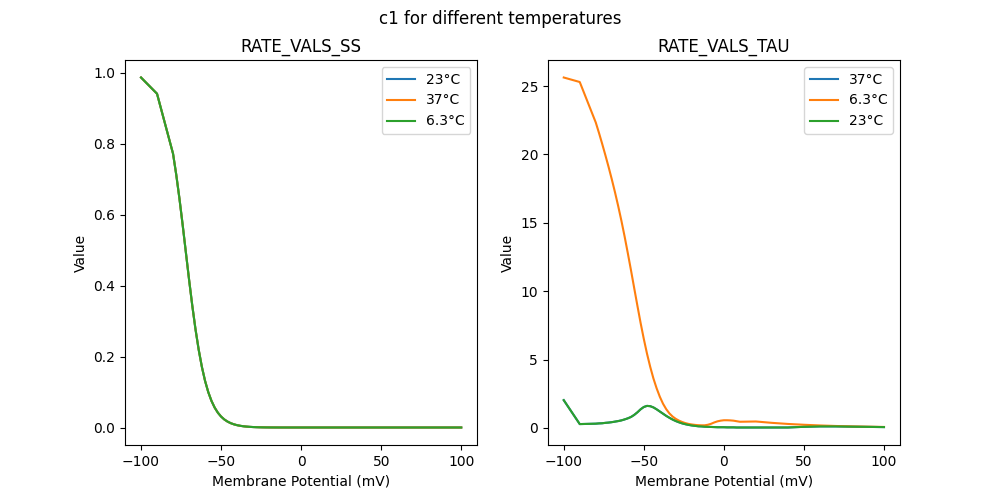 c1 for different temperatures
RATE_VALS_SS
RATE_VALS_TAU
1.0
0.8
0.6
0.4
0.2
0.0
Value
23°C
37°C
6.3°C
−100
−50
0
50
100
Membrane Potential (mV)
25
20
15
10
5
0
Value
37°C
6.3°C
23°C
−100
−50
0
50
100
Membrane Potential (mV)